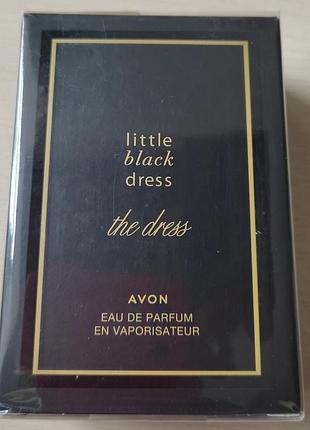 little
black
dress
the dress
AVON
EAU DE PARFUM
EN VAPORISATEUR